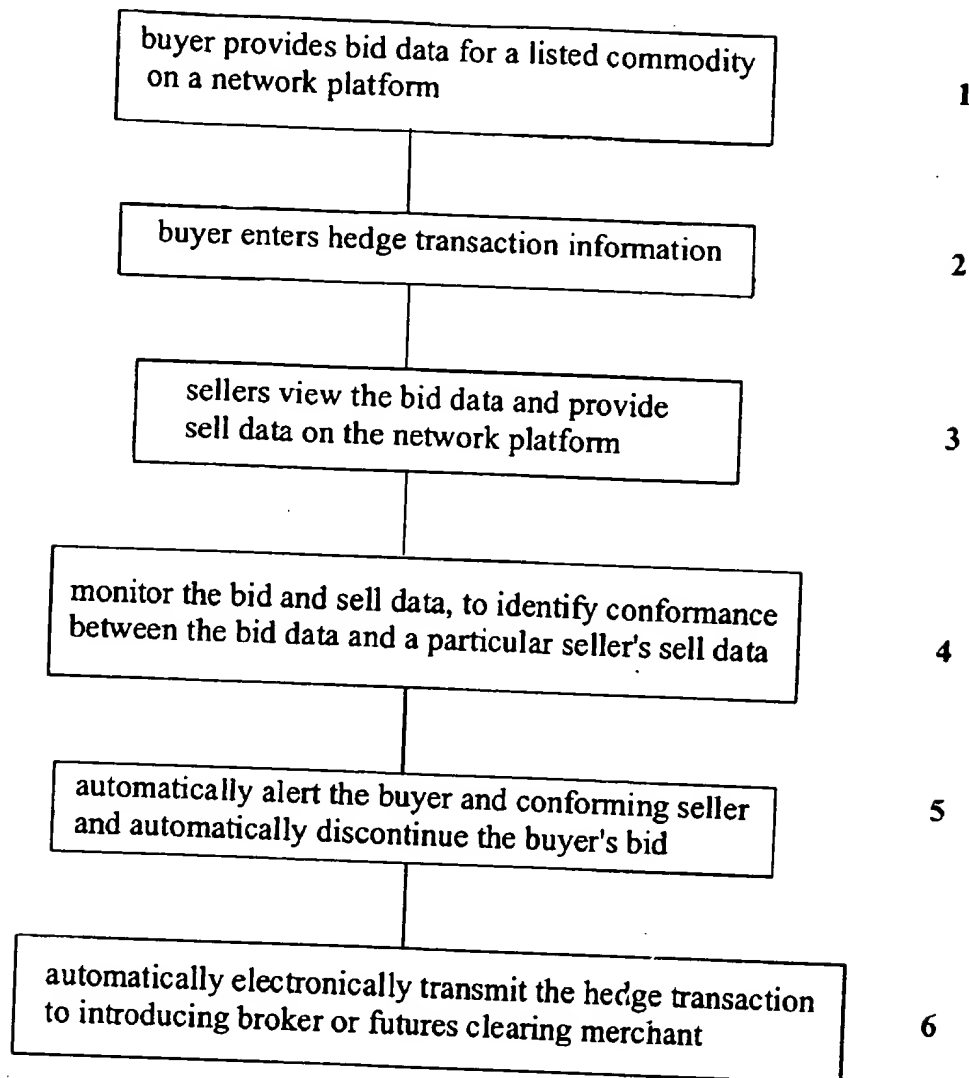 buyer provides bid data for a listed commodity
on a network platform
1
buyer enters hedge transaction information
2
sellers view the bid data and provide
sell data on the network platform
3
monitor the bid and sell data, to identify conformance
between the bid data and a particular seller's sell data
4
automatically alert the buyer and conforming seller
and automatically discontinue the buyer's bid
5
automatically electronically transmit the hedge transaction
to introducing broker or futures clearing merchant
6